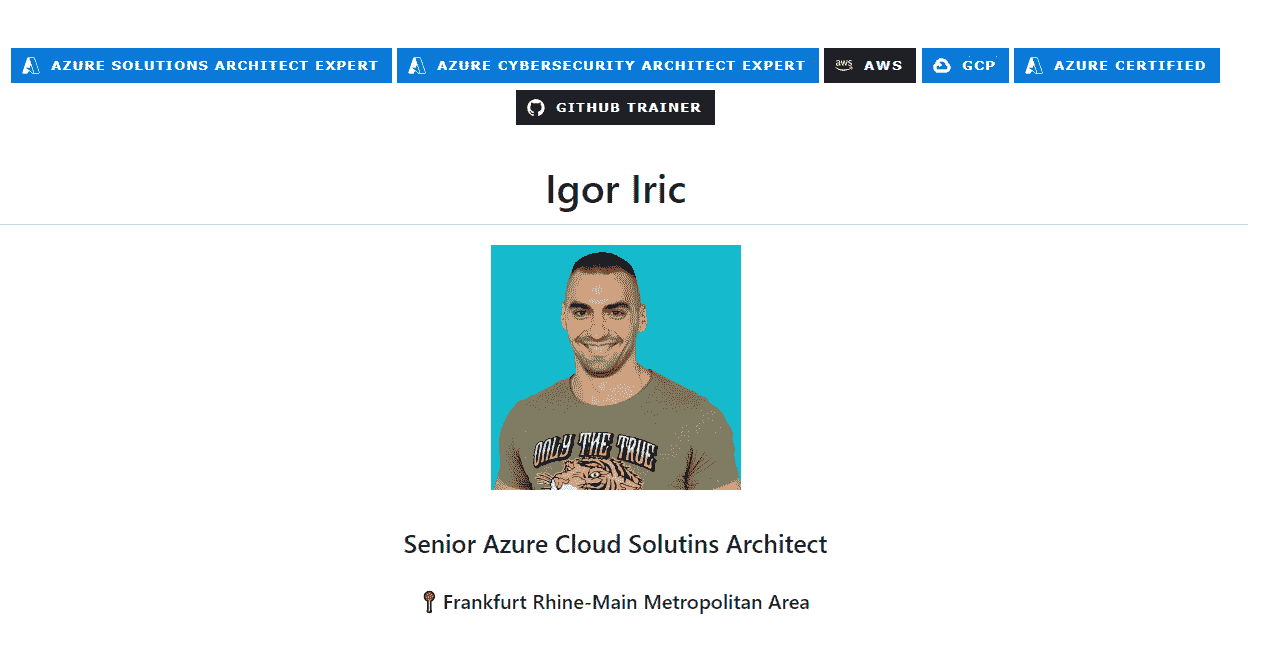 AZURE SOLUTIONS ARCHITECT EXPERT AZURE CYBERSECURITY ARCHITECT EXPERT aws AWS GCP AZURE CERTIFIED
GITHUB TRAINER
Igor Iric
ONLY THE TRUE
Senior Azure Cloud Solutins Architect
Frankfurt Rhine-Main Metropolitan Area